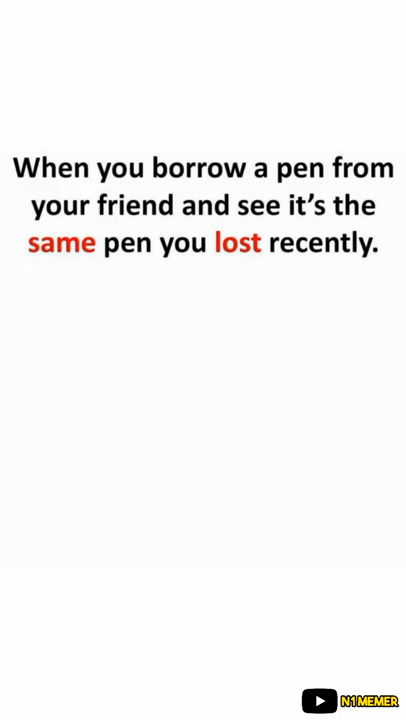 When you borrow a pen from
your friend and see it’s the
same pen you lost recently.
N1MEMER